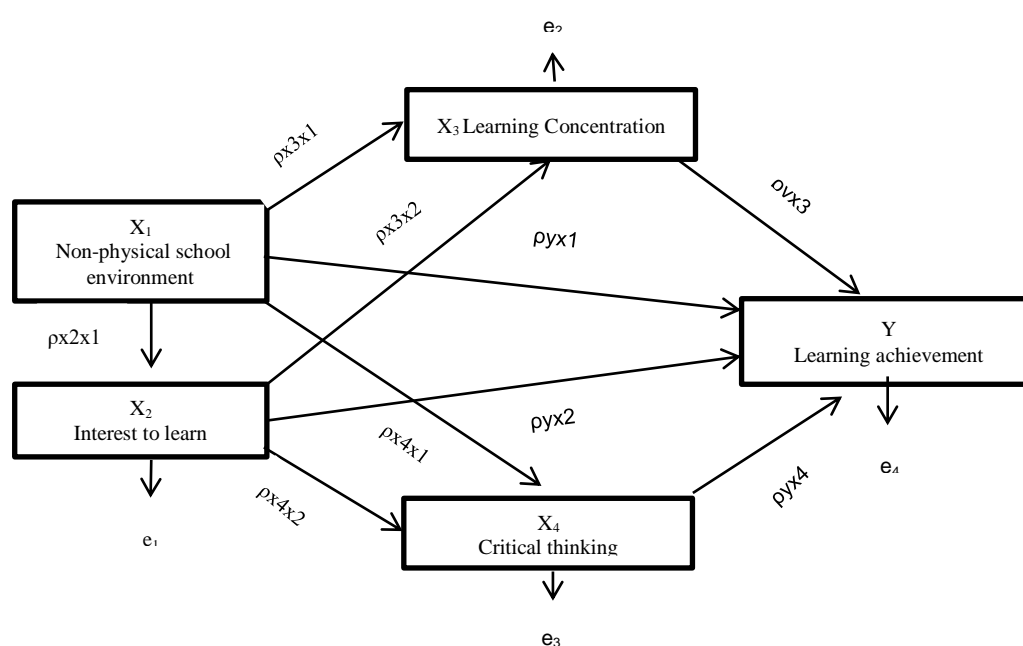 e₂
X₃ Learning Concentration
ρx3x1
ρx3x2
ρyx3
X₁
Non-physical school
environment
ρyx1
ρx2x1
Y
Learning achievement
X₂
Interest to learn
ρyx2
ρx4x1
ρx4x2
ρyx4
e₄
e₁
X₄
Critical thinking
e₃